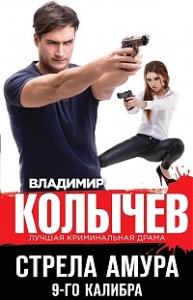 ВЛАДИМИР
КОЛЫЧЕВ
ЛУЧШАЯ КРИМИНАЛЬНАЯ ДРАМА
СТРЕЛА АМУРА
9-ГО КАЛИБРА